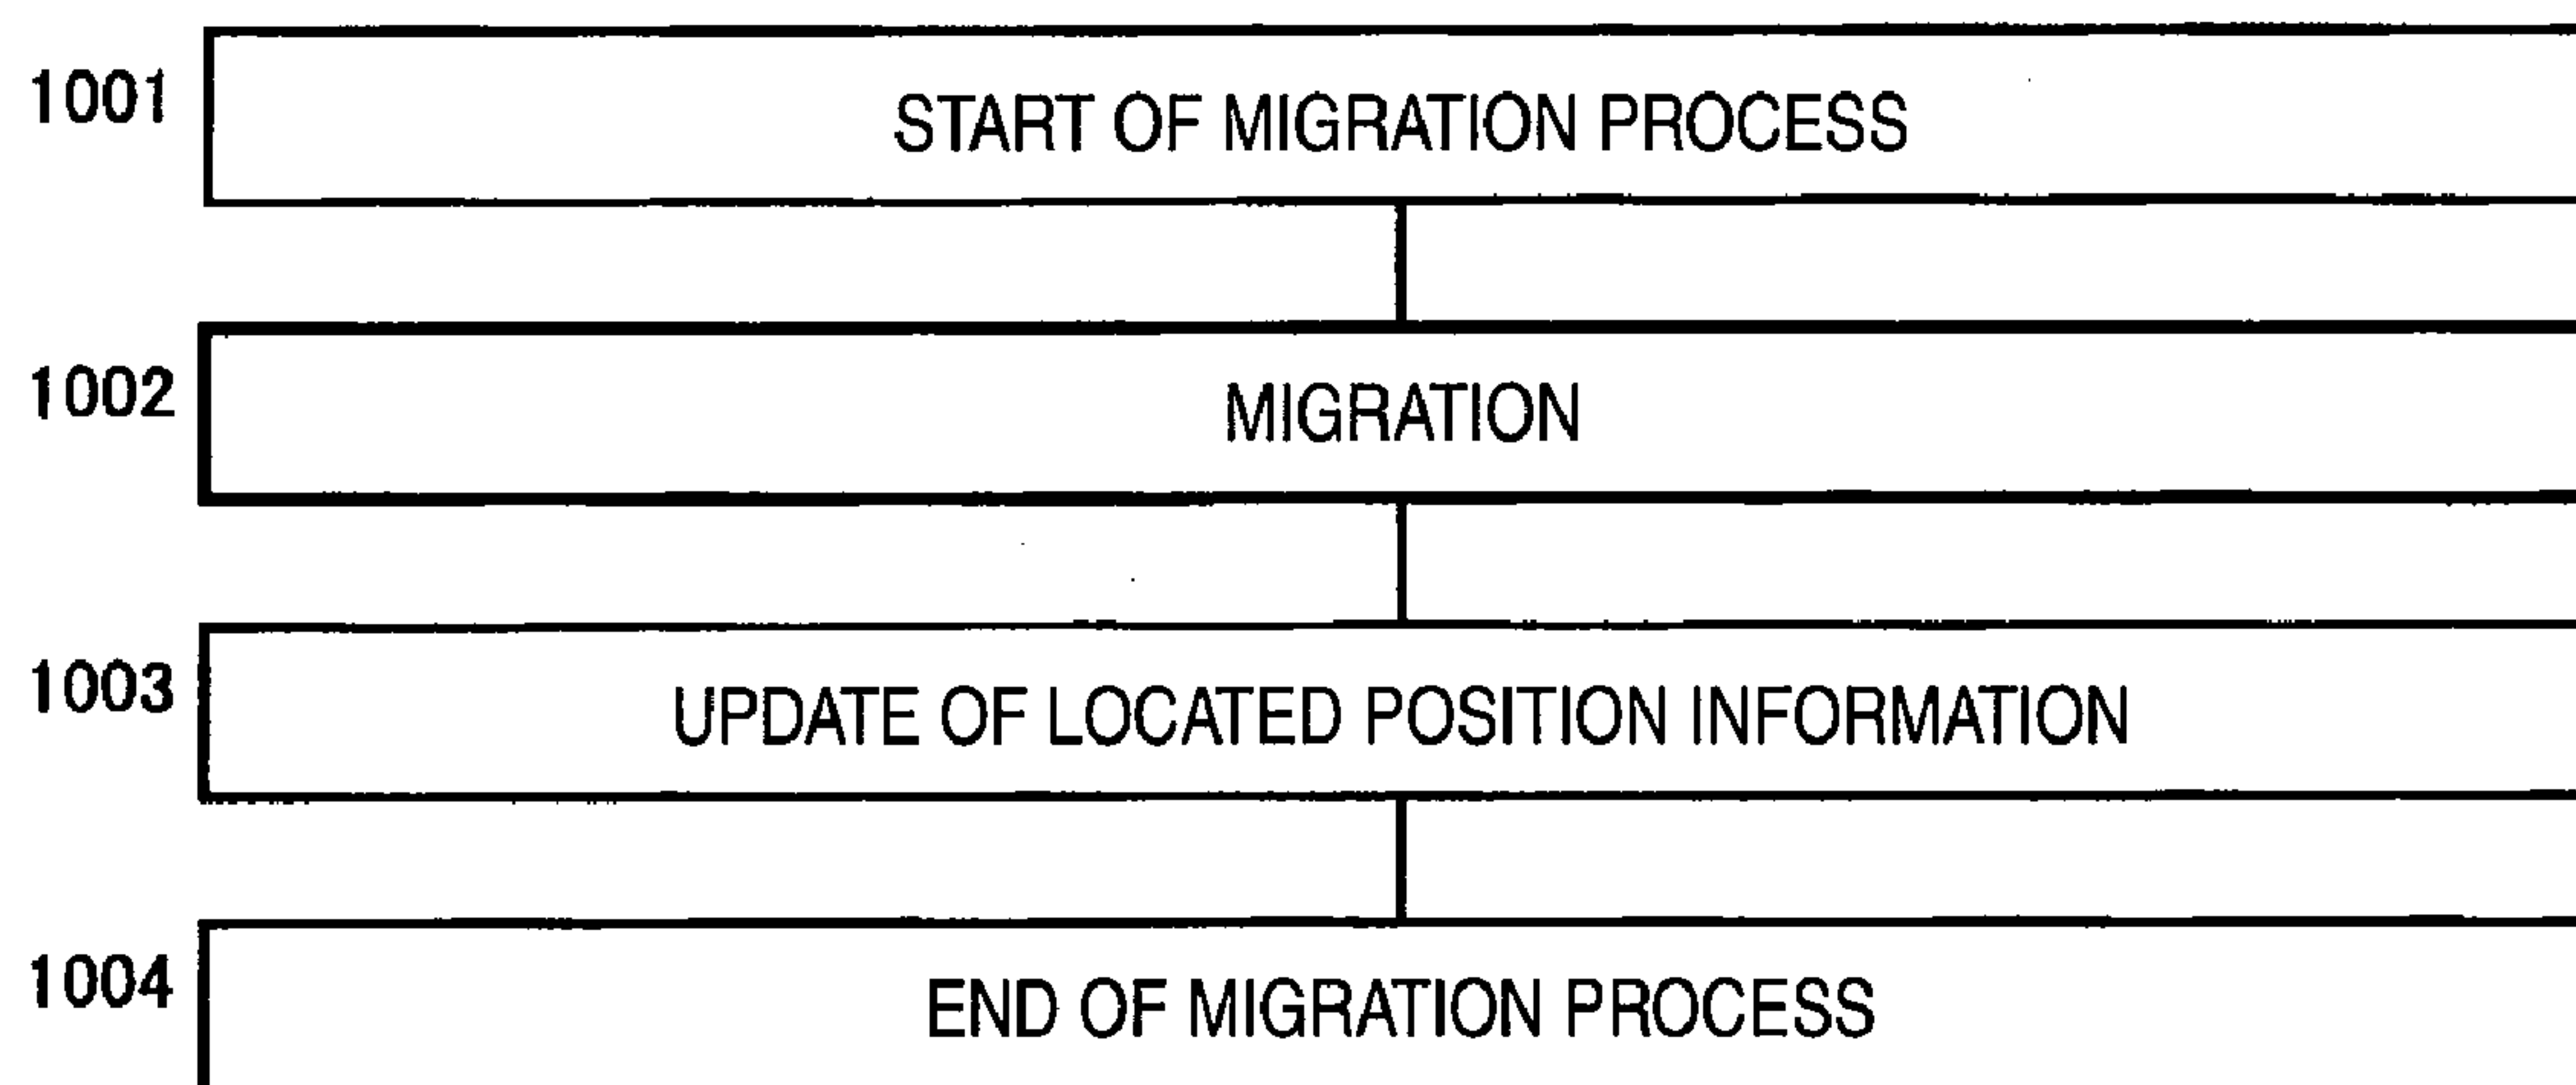 1001 START OF MIGRATION PROCESS
1002 MIGRATION
1003 UPDATE OF LOCATED POSITION INFORMATION
1004 END OF MIGRATION PROCESS